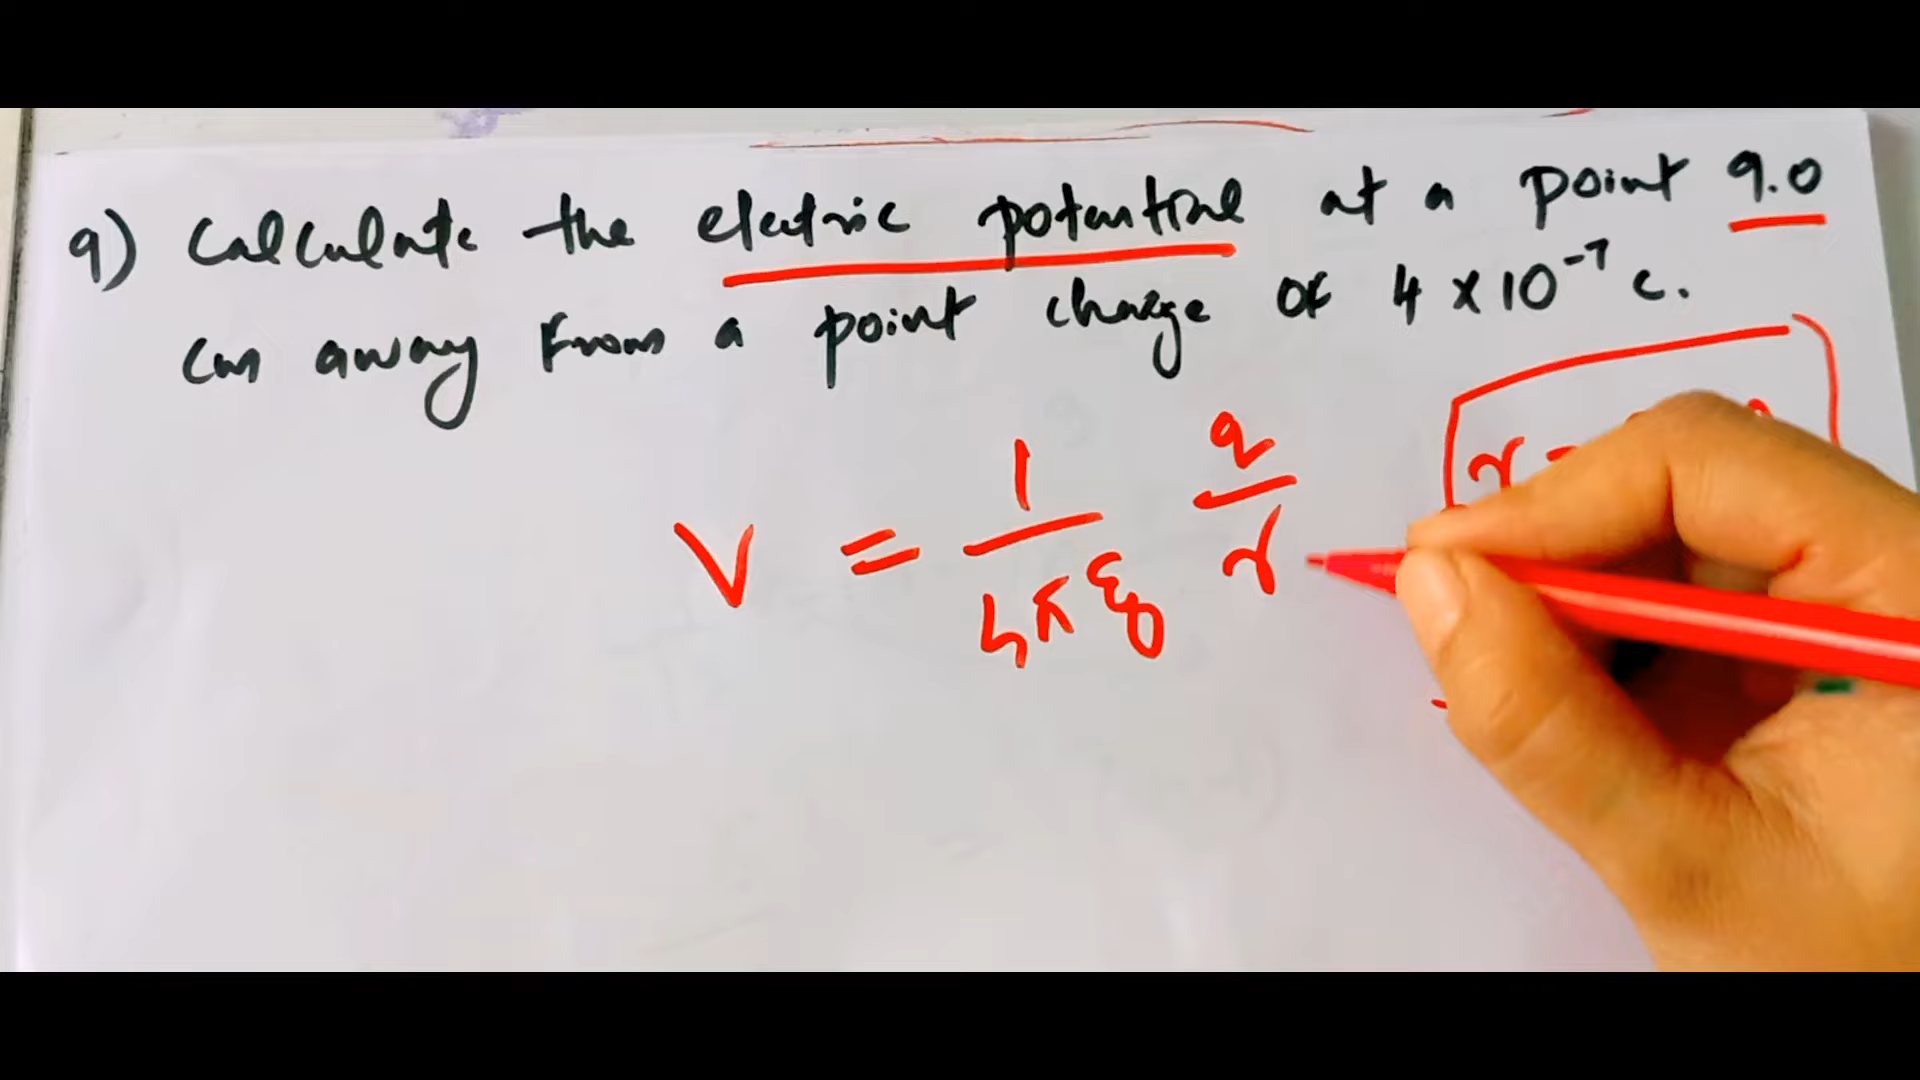 9) Calculate the electric potential at a point 9.0
cm away from a point charge of 4 × 10⁻⁷ c.
V = 1/4πε₀ q/r
r =